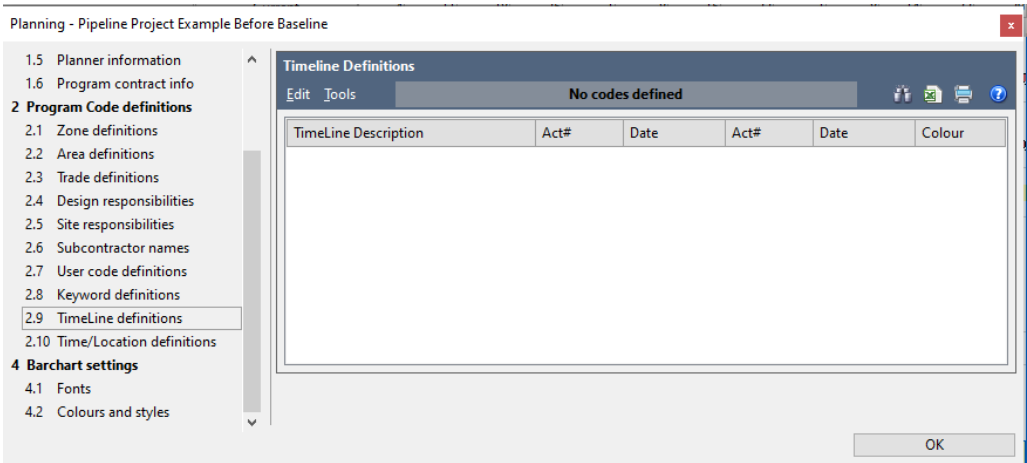 Planning - Pipeline Project Example Before Baseline
x
1.5 Planner information
1.6 Program contract info
2 Program Code definitions
2.1 Zone definitions
2.2 Area definitions
2.3 Trade definitions
2.4 Design responsibilities
2.5 Site responsibilities
2.6 Subcontractor names
2.7 User code definitions
2.8 Keyword definitions
2.9 TimeLine definitions
2.10 Time/Location definitions
4 Barchart settings
4.1 Fonts
4.2 Colours and styles
Timeline Definitions
Edit Tools No codes defined ?
TimeLine Description Act# Date Act# Date Colour
OK